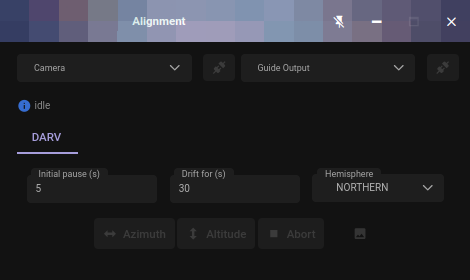 Alignment
Camera
Guide Output
idle
DARV
Initial pause (s)
Drift for (s)
Hemisphere
5
30
NORTHERN
Azimuth
Altitude
Abort